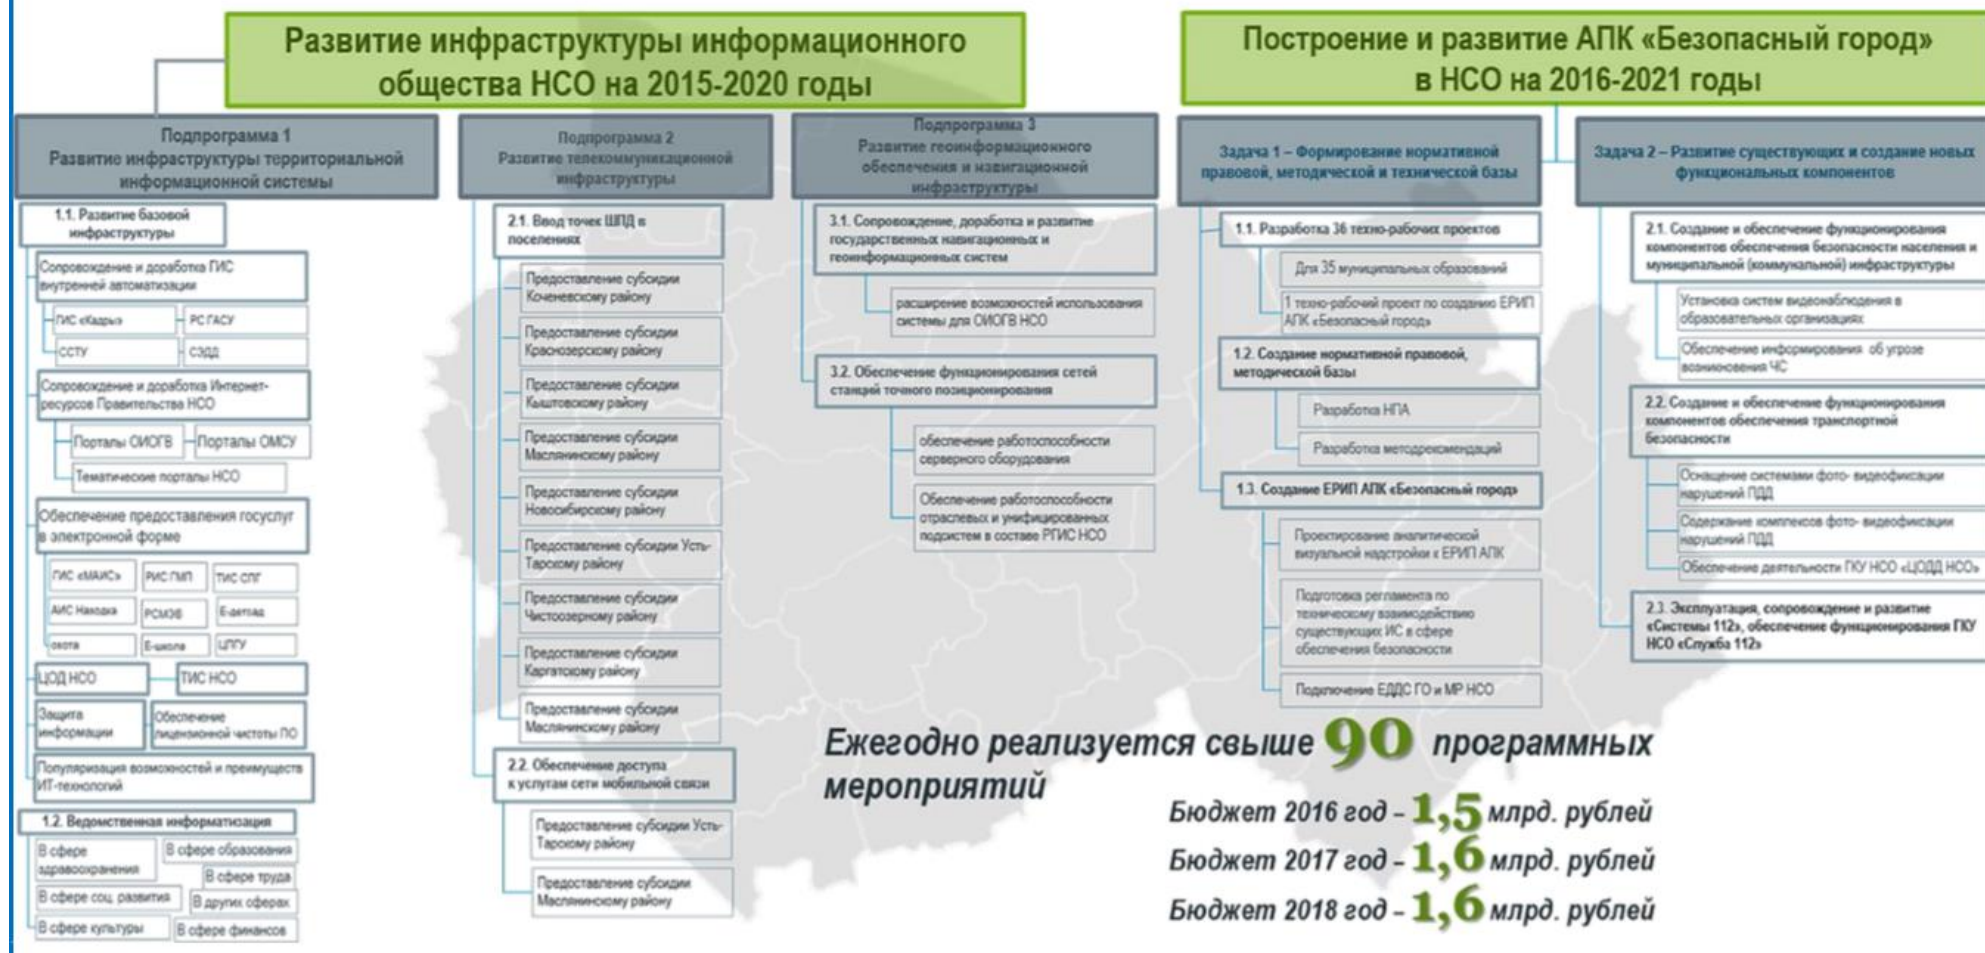 Развитие инфраструктуры информационного
общества НСО на 2015-2020 годы
Подпрограмма 1
Развитие инфраструктуры территориальной
информационной системы
1.1. Развитие базовой
инфраструктуры
Сопровождение и доработка ГИС
внутренней автоматизации
ГИС «Кадры»
РС ГАСУ
ССТУ
СЭДД
Сопровождение и доработка Интернет-
ресурсов Правительства НСО
Порталы ОИОГВ
Порталы ОМСУ
Тематические порталы НСО
Обеспечение предоставления госуслуг
в электронной форме
ГИС «МАИС»
РИС ГМП
ТИС СПГ
АИС Находка
РСМЭВ
Е-детсад
охота
Е-школа
ЦПГУ
ЦОД НСО
ТИС НСО
Защита
информации
Обеспечение
лицензионной чистоты ПО
Популяризация возможностей и преимуществ
ИТ-технологий
1.2. Ведомственная информатизация
В сфере
здравоохранения
В сфере образования
В сфере труда
В сфере соц. развития
В других сферах
В сфере культуры
В сфере финансов
Подпрограмма 2
Развитие телекоммуникационной
инфраструктуры
2.1. Ввод точек ШПД в
поселениях
Предоставление субсидии
Коченевскому району
Предоставление субсидии
Краснозерскому району
Предоставление субсидии
Кыштовскому району
Предоставление субсидии
Маслянинскому району
Предоставление субсидии
Новосибирскому району
Предоставление субсидии Усть-
Таркскому району
Предоставление субсидии
Чистоозерному району
Предоставление субсидии
Каргатскому району
Предоставление субсидии
Маслянинскому району
2.2. Обеспечение доступа
к услугам сети мобильной связи
Предоставление субсидии Усть-
Тарскому району
Предоставление субсидии
Маслянинскому району
Подпрограмма 3
Развитие геоинформационного
обеспечения и навигационной
инфраструктуры
3.1. Сопровождение, доработка и развитие
государственных навигационных и
геоинформационных систем
расширение возможностей использования
системы для ОИОГВ НСО
3.2. Обеспечение функционирования сетей
станций точного позиционирования
обеспечение работоспособности
серверного оборудования
Обеспечение работоспособности
отраслевых и унифицированных
подсистем в составе РГИС НСО
Построение и развитие АПК «Безопасный город»
в НСО на 2016-2021 годы
Задача 1 – Формирование нормативной
правовой, методической и технической базы
1.1. Разработка 36 техно-рабочих проектов
Для 35 муниципальных образований
1 техно-рабочий проект по созданию ЕРИП
АПК «Безопасный город»
1.2. Создание нормативной правовой,
методической базы
Разработка НПА
Разработка методрекомендаций
1.3. Создание ЕРИП АПК «Безопасный город»
Проектирование аналитической
визуальной надстройки к ЕРИП АПК
Подготовка регламента по
техническому взаимодействию
существующих ИС в сфере
обеспечения безопасности
Подключение ЕДДС ГО и МР НСО
Задача 2 – Развитие существующих и создание новых
функциональных компонентов
2.1. Создание и обеспечение функционирования
компонентов обеспечения безопасности населения и
муниципальной (коммунальной) инфраструктуры
Установка систем видеонаблюдения в
образовательных организациях
Обеспечение информирования об угрозе
возникновения ЧС
2.2. Создание и обеспечение функционирования
компонентов обеспечения транспортной
безопасности
Оснащение системами фото- видеофиксации
нарушений ПДД
Содержание комплексов фото- видеофиксации
нарушений ПДД
Обеспечение деятельности ГКУ НСО «ЦОДД НСО»
2.3. Эксплуатация, сопровождение и развитие
«Системы 112», обеспечение функционирования ГКУ
НСО «Служба 112»
Ежегодно реализуется свыше 90 программных
мероприятий
Бюджет 2016 год – 1,5 млрд. рублей
Бюджет 2017 год – 1,6 млрд. рублей
Бюджет 2018 год – 1,6 млрд. рублей